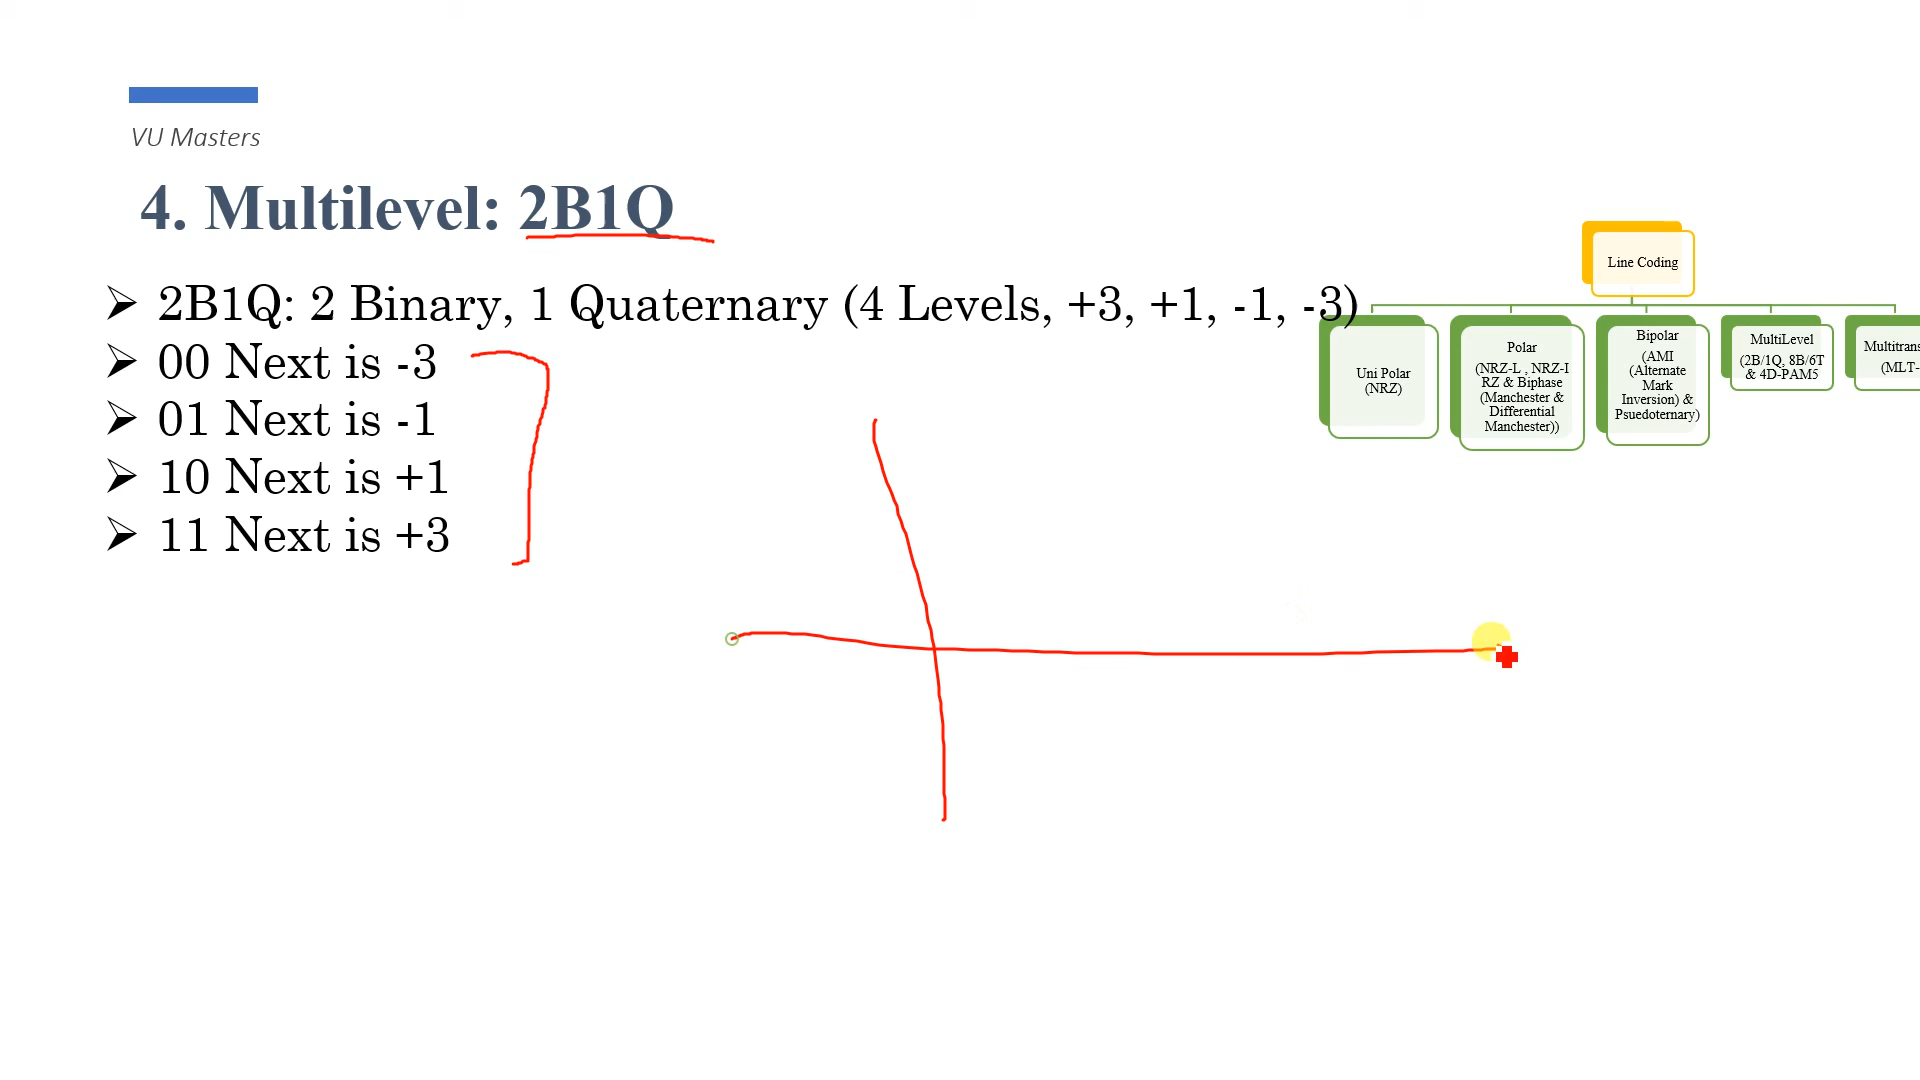 VU Masters
4. Multilevel: 2B1Q
➢ 2B1Q: 2 Binary, 1 Quaternary (4 Levels, +3, +1, -1, -3)
➢ 00 Next is -3
➢ 01 Next is -1
➢ 10 Next is +1
➢ 11 Next is +3
Line Coding
Uni Polar
(NRZ)
Polar
(NRZ-L , NRZ-I
RZ & Biphase
(Manchester &
Differential
Manchester))
Bipolar
(AMI
(Alternate
Mark
Inversion) &
Psuedoternary)
MultiLevel
(2B/1Q, 8B/6T
& 4D-PAM5
Multitrans
(MLT-